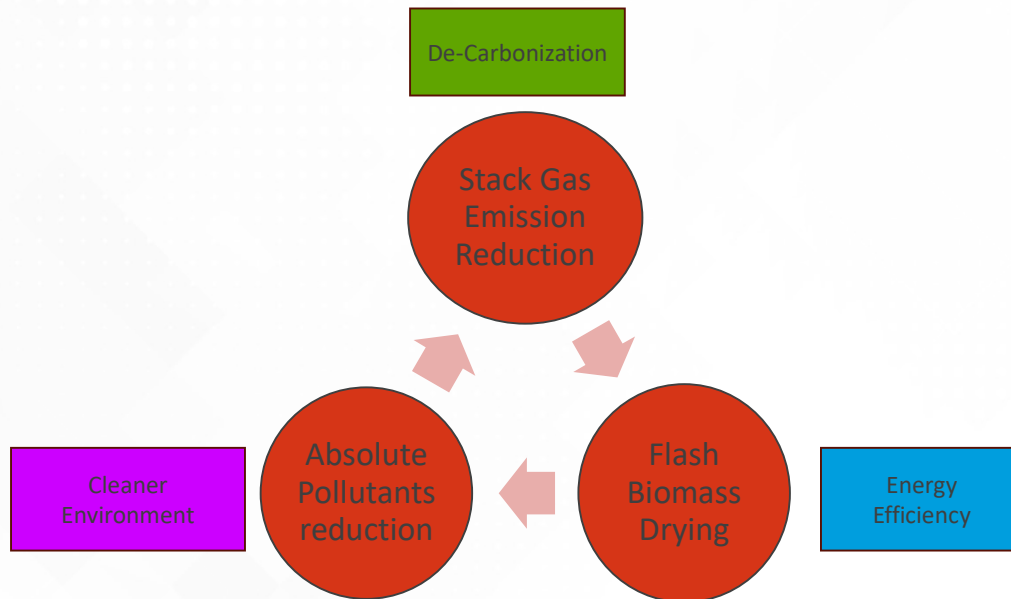 De-Carbonization
Stack Gas
Emission
Reduction
Absolute
Pollutants
reduction
Flash
Biomass
Drying
Cleaner
Environment
Energy
Efficiency